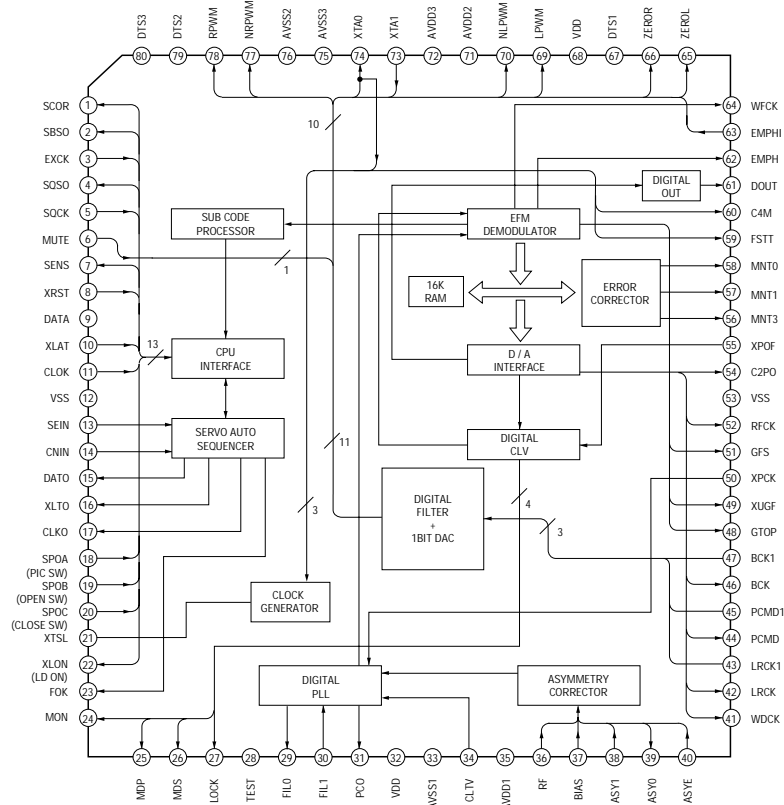 DTS3
DTS2
RPWM
NRPWM
AVSS2
AVSS3
XTA0
XTA1
AVDD3
AVDD2
NLPWM
LPWM
VDD
DTS1
ZEROR
ZEROL
80
79
78
77
76
75
74
73
72
71
70
69
68
67
66
65
SCOR 1
SBSO 2
EXCK 3
SQSO 4
SQCK 5
MUTE 6
SENS 7
XRST 8
DATA 9
XLAT 10
CLOK 11
VSS 12
SEIN 13
CNIN 14
DATO 15
XLTO 16
CLKO 17
SPOA 18
(PIC SW)
SPOB 19
(OPEN SW)
SPOC 20
(CLOSE SW)
XTSL 21
XLON 22
(LD ON)
FOK 23
MON 24
10
SUB CODE
PROCESSOR
1
13
CPU
INTERFACE
SERVO AUTO
SEQUENCER
11
3
CLOCK
GENERATOR
EFM
DEMODULATOR
16K
RAM
ERROR
CORRECTOR
DIGITAL
OUT
D / A
INTERFACE
DIGITAL
CLV
4
3
DIGITAL
FILTER
+
1BIT DAC
DIGITAL
PLL
ASYMMETRY
CORRECTOR
64 WFCK
63 EMPHI
62 EMPH
61 DOUT
60 C4M
59 FSTT
58 MNT0
57 MNT1
56 MNT3
55 XPOF
54 C2PO
53 VSS
52 RFCK
51 GFS
50 XPCK
49 XUGF
48 GTOP
47 BCK1
46 BCK
45 PCMD1
44 PCMD
43 LRCK1
42 LRCK
41 WDCK
25
26
27
28
29
30
31
32
33
34
35
36
37
38
39
40
MDP
MDS
LOCK
TEST
FIL0
FIL1
PCO
VDD
AVSS1
CLTV
AVDD1
RF
BIAS
ASY1
ASY0
ASYE